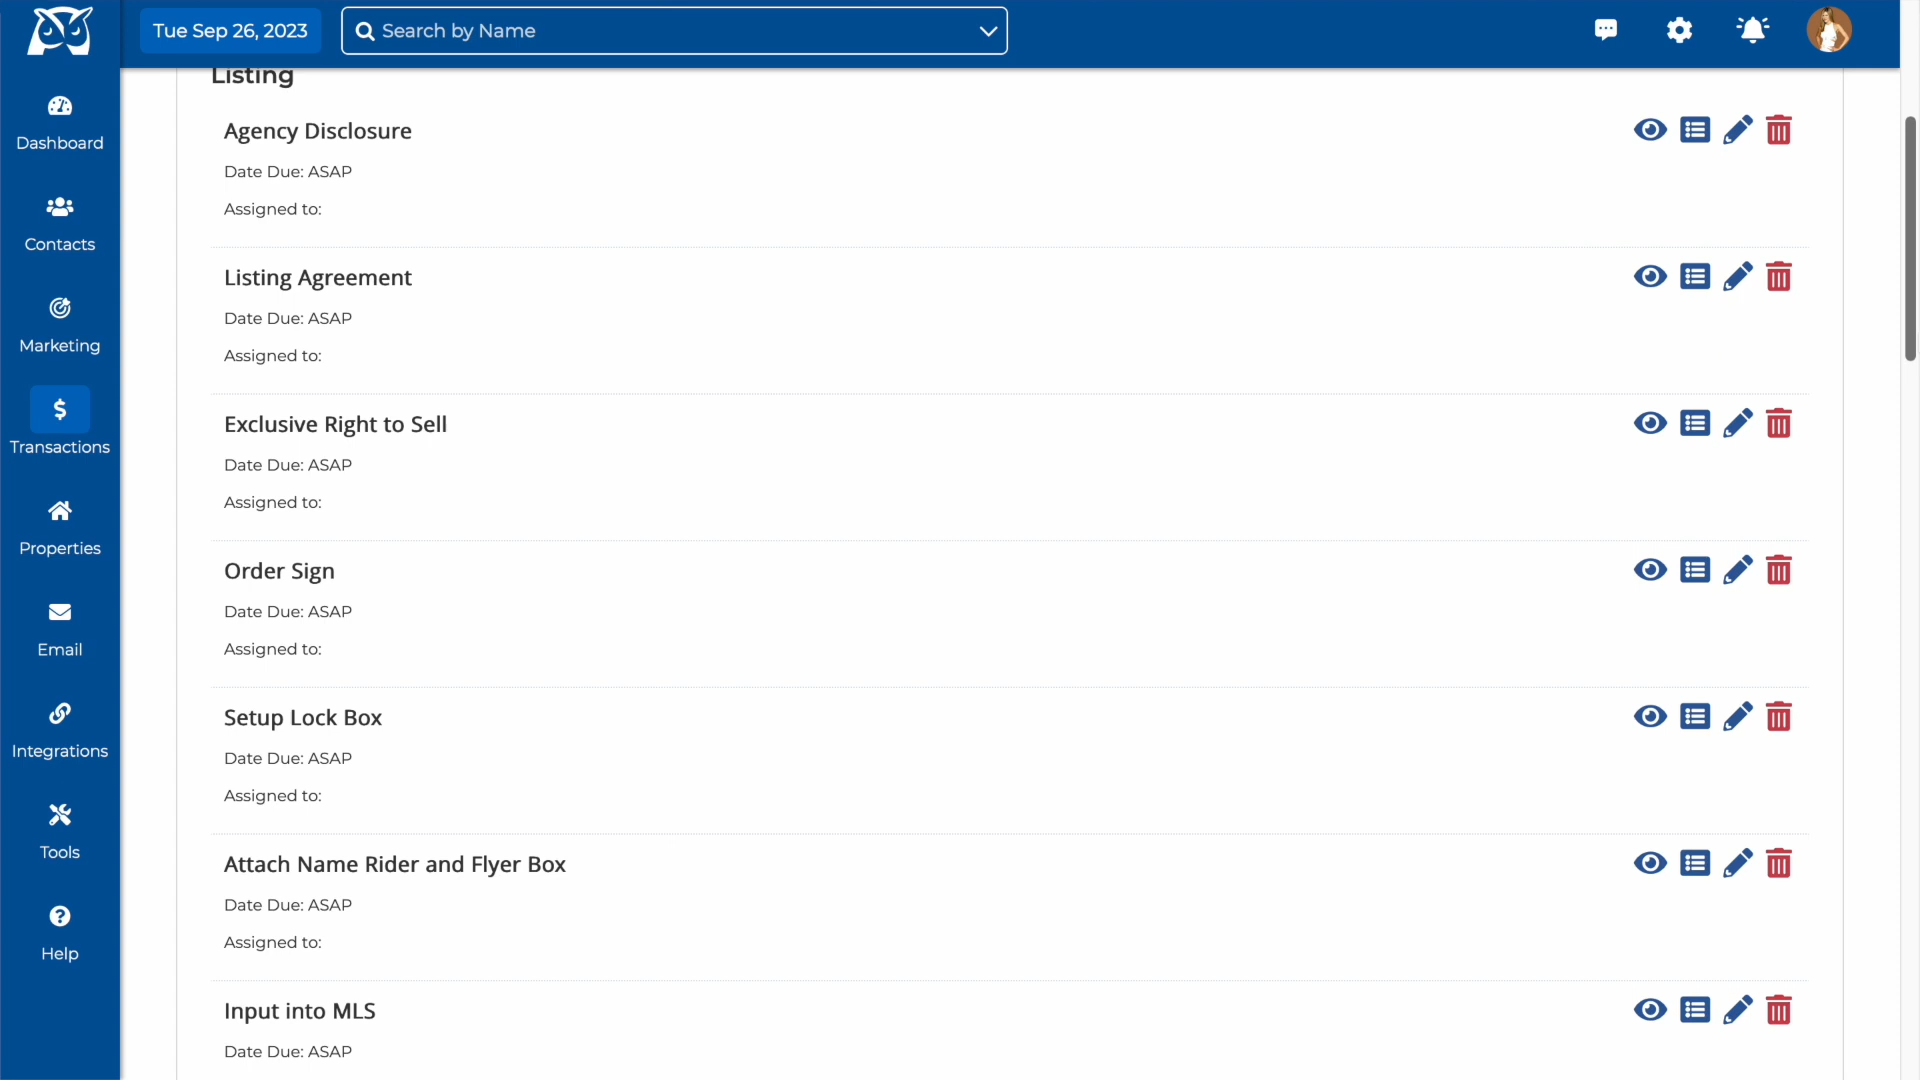 Tue Sep 26, 2023
Search by Name
Dashboard
Contacts
Marketing
Transactions
Properties
Email
Integrations
Tools
Help
Listing
Agency Disclosure
Date Due: ASAP
Assigned to:
Listing Agreement
Date Due: ASAP
Assigned to:
Exclusive Right to Sell
Date Due: ASAP
Assigned to:
Order Sign
Date Due: ASAP
Assigned to:
Setup Lock Box
Date Due: ASAP
Assigned to:
Attach Name Rider and Flyer Box
Date Due: ASAP
Assigned to:
Input into MLS
Date Due: ASAP